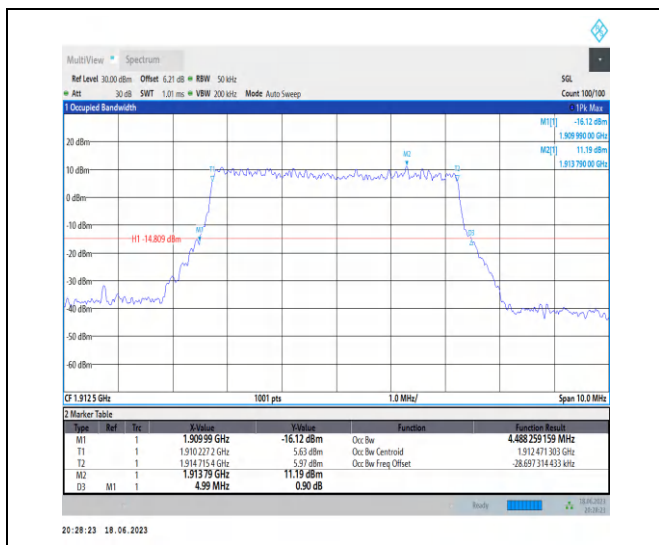 MultiView Spectrum
Ref Level 30.00 dBm Offset 6.21 dB RBW 50 kHz SGL
Att 30 dB SWT 1.01 ms VBW 200 kHz Mode Auto Sweep Count 100/100
1 Occupied Bandwidth 1Pk Max
M1[1] -16.12 dBm
1.909 990 00 GHz
M2[1] 11.19 dBm
1.913 790 00 GHz
20 dBm
M2
10 dBm
T1 T2
0 dBm
-10 dBm
M1 D3
H1 -14.809 dBm
-20 dBm
-30 dBm
-40 dBm
-50 dBm
-60 dBm
CF 1.912 5 GHz 1001 pts 1.0 MHz/ Span 10.0 MHz
2 Marker Table
Type Ref Trc X-Value Y-Value Function Function Result
M1 1 1.909 99 GHz -16.12 dBm Occ Bw 4.488 259 159 MHz
T1 1 1.910 227 2 GHz 5.63 dBm Occ Bw Centroid 1.912 471 303 GHz
T2 1 1.914 715 4 GHz 5.97 dBm Occ Bw Freq Offset -28.697 314 433 kHz
M2 1 1.913 79 GHz 11.19 dBm
D3 M1 1 4.99 MHz 0.90 dB
Ready 18.06.2023
20:28:23
20:28:23 18.06.2023